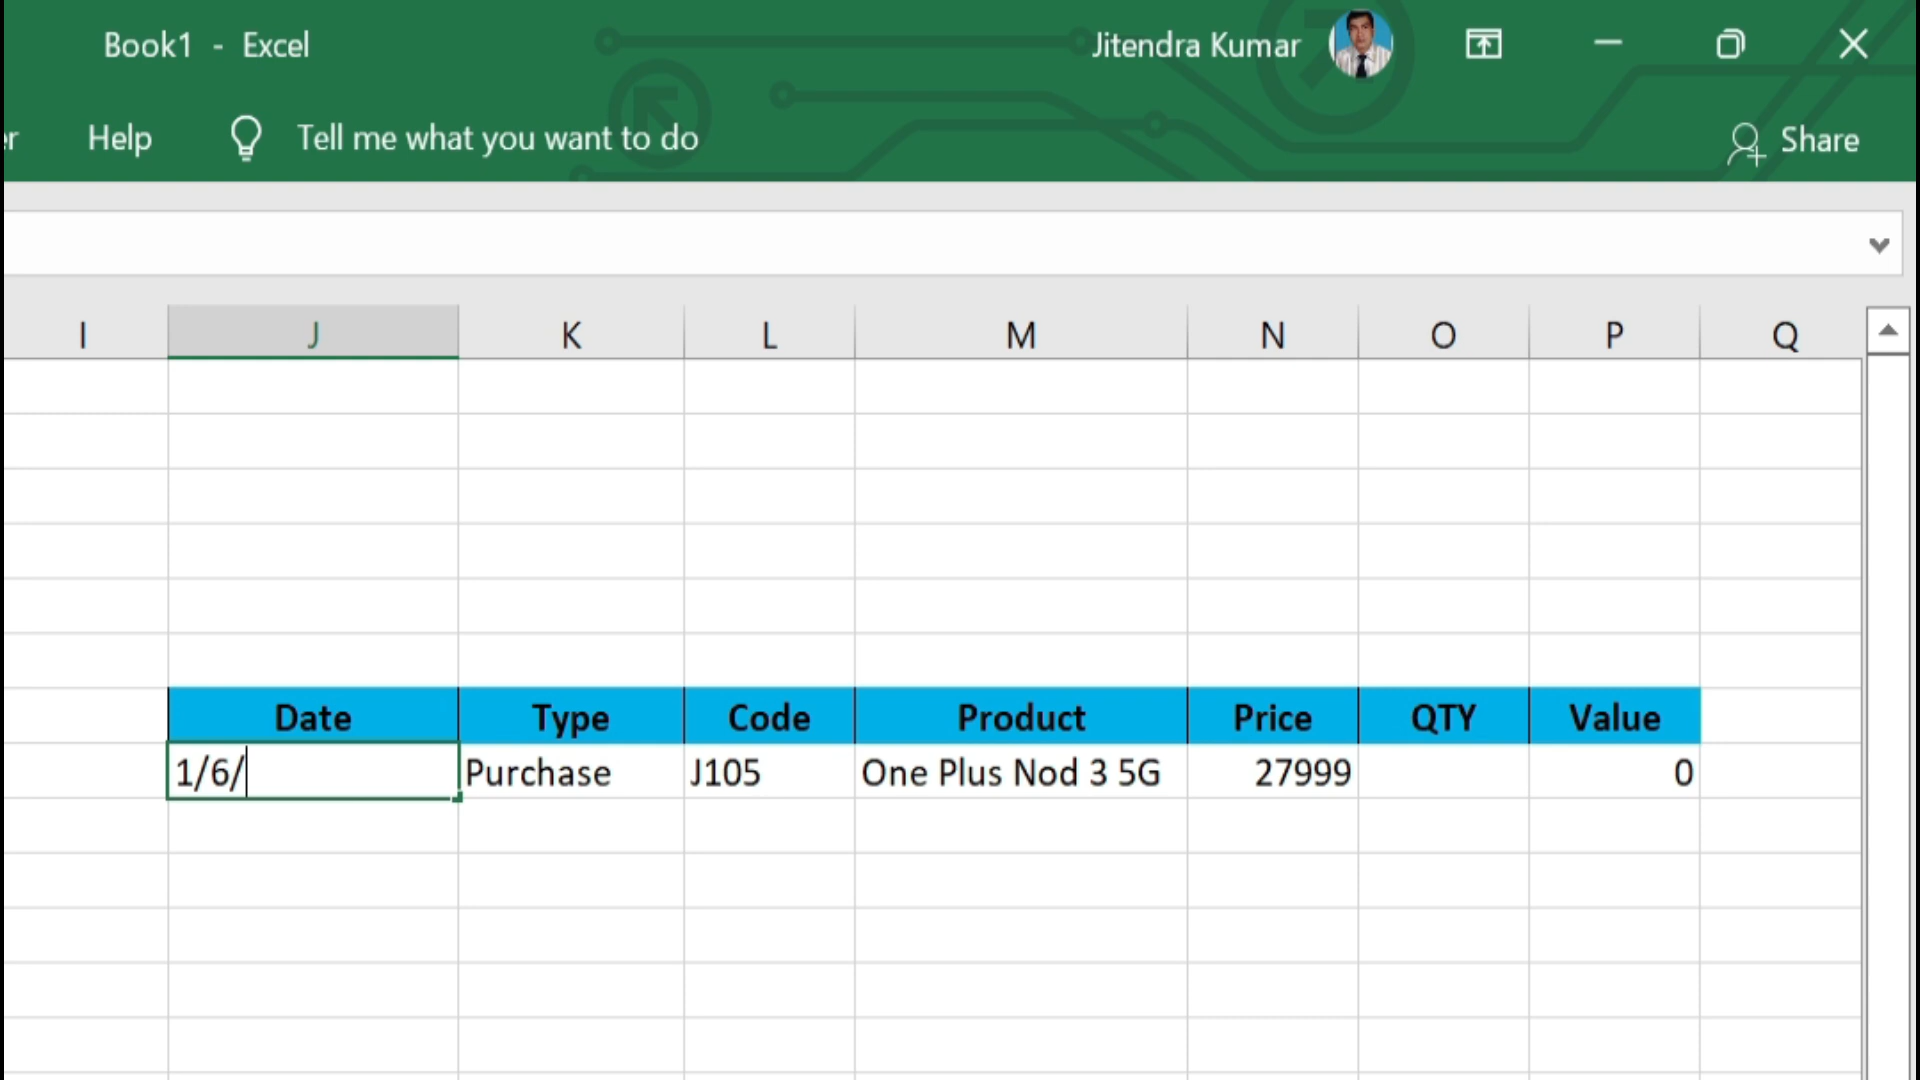 Book1 - Excel Jitendra Kumar
er Help Tell me what you want to do Share
I J K L M N O P Q
Date Type Code Product Price QTY Value
1/6/ Purchase J105 One Plus Nod 3 5G 27999 0